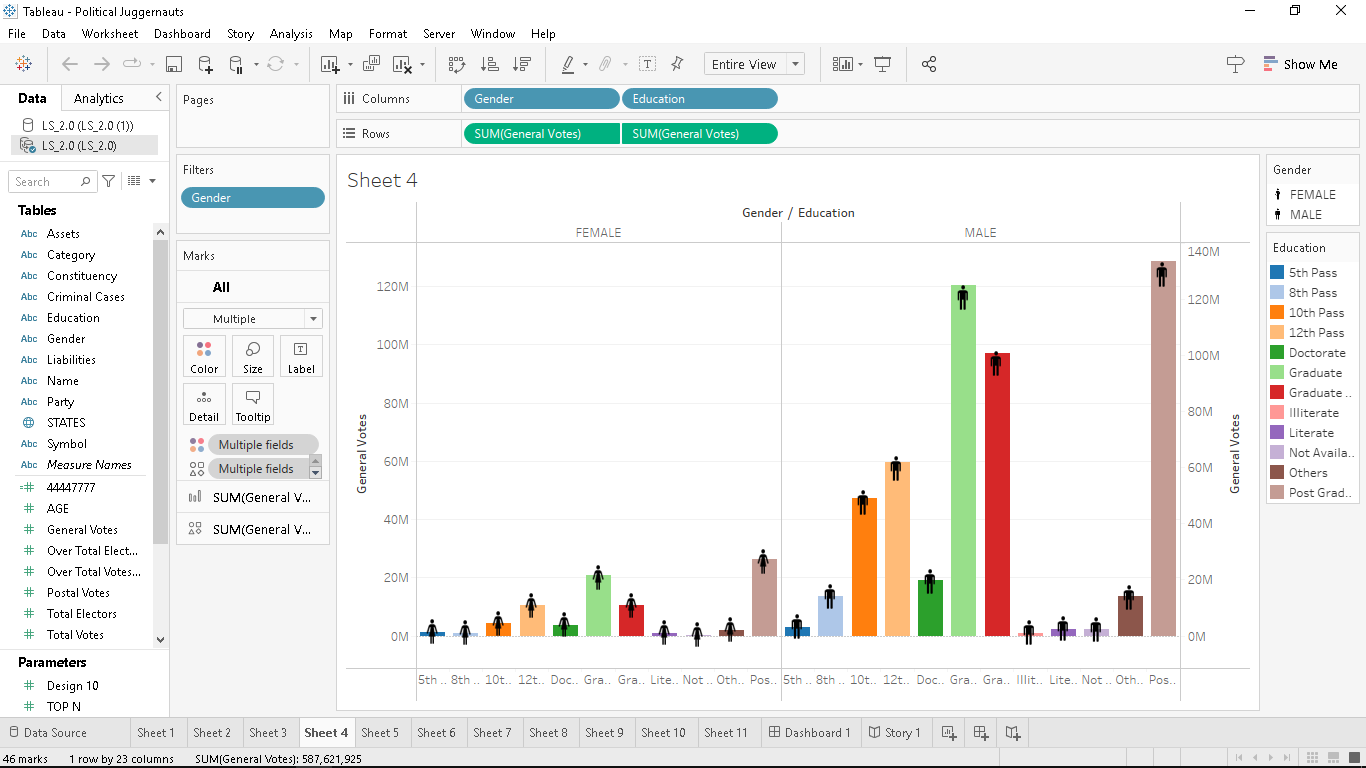 Tableau - Political Juggernauts
File Data Worksheet Dashboard Story Analysis Map Format Server Window Help
Entire View
Show Me
Data Analytics
LS_2.0 (LS_2.0 (1))
LS_2.0 (LS_2.0)
Search
Tables
Abc Assets
Abc Category
Abc Constituency
Abc Criminal Cases
Abc Education
Abc Gender
Abc Liabilities
Abc Name
Abc Party
STATES
Abc Symbol
Abc Measure Names
=# 44447777
# AGE
# General Votes
# Over Total Elect...
# Over Total Votes...
# Postal Votes
# Total Electors
# Total Votes
Parameters
# Design 10
# TOP N
Pages
Filters
Gender
Marks
All
Multiple
Color Size Label
Detail Tooltip
Multiple fields
Multiple fields
SUM(General V...
SUM(General V...
Columns Gender Education
Rows SUM(General Votes) SUM(General Votes)
Sheet 4
Gender / Education
FEMALE MALE
General Votes
120M
100M
80M
60M
40M
20M
0M
140M
120M
100M
80M
60M
40M
20M
0M
General Votes
5th .. 8th .. 10t.. 12t.. Doc.. Gra.. Gra.. Lite.. Not .. Oth.. Pos.. 5th .. 8th .. 10t.. 12t.. Doc.. Gra.. Gra.. Illit.. Lite.. Not .. Oth.. Pos..
Gender
FEMALE
MALE
Education
5th Pass
8th Pass
10th Pass
12th Pass
Doctorate
Graduate
Graduate ..
Illiterate
Literate
Not Availa..
Others
Post Grad..
Data Source Sheet 1 Sheet 2 Sheet 3 Sheet 4 Sheet 5 Sheet 6 Sheet 7 Sheet 8 Sheet 9 Sheet 10 Sheet 11 Dashboard 1 Story 1
46 marks 1 row by 23 columns SUM(General Votes): 587,621,925